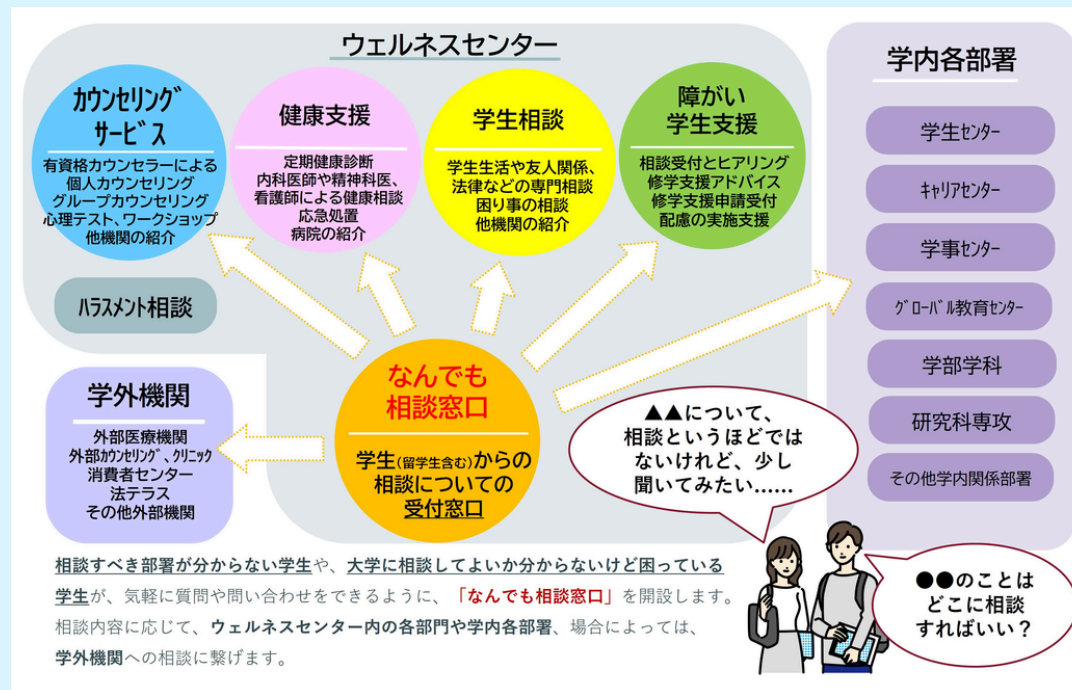 ウェルネスセンター
カウンセリング
サービス
有資格カウンセラーによる
個人カウンセリング
グループカウンセリング
心理テスト、ワークショップ
他機関の紹介
健康支援
定期健康診断
内科医師や精神科医、
看護師による健康相談
応急処置
病院の紹介
学生相談
学生生活や友人関係、
法律などの専門相談
困り事の相談
他機関の紹介
障がい
学生支援
相談受付とヒアリング
修学支援アドバイス
修学支援申請受付
配慮の実施支援
ハラスメント相談
学内各部署
学生センター
キャリアセンター
学事センター
グローバル教育センター
学部学科
研究科専攻
その他学内関係部署
学外機関
外部医療機関
外部カウンセリング、クリニック
消費者センター
法テラス
その他外部機関
なんでも
相談窓口
学生(留学生含む)からの
相談についての
受付窓口
▲▲について、
相談というほどでは
ないけれど、少し
聞いてみたい……
●●のことは
どこに相談
すればいい？
相談すべき部署が分からない学生や、大学に相談してよいか分からないけど困っている
学生が、気軽に質問や問い合わせをできるように、「なんでも相談窓口」を開設します。
相談内容に応じて、ウェルネスセンター内の各部門や学内各部署、場合によっては、
学外機関への相談に繋げます。